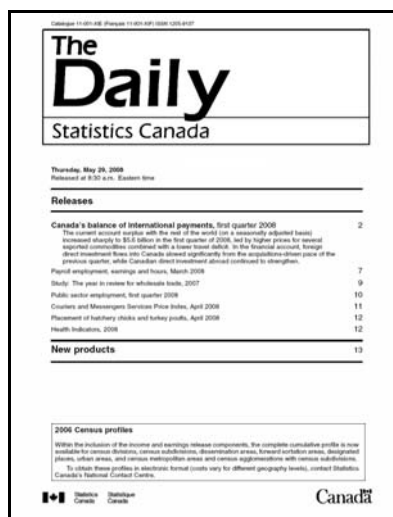 Catalogue 11-001-XIE (Français 11-001-XIF) ISSN 1205-9137
The
Daily
Statistics Canada
Thursday, May 29, 2008
Released at 8:30 a.m. Eastern time
Releases
Canada's balance of international payments, first quarter 2008 2
The current account surplus with the rest of the world (on a seasonally adjusted basis)
increased sharply to $5.6 billion in the first quarter of 2008, led by higher prices for several
exported commodities combined with a lower travel deficit. In the financial account, foreign
direct investment flows into Canada slowed significantly from the acquisitions-driven pace of the
previous quarter, while Canadian direct investment abroad continued to strengthen.
Payroll employment, earnings and hours, March 2008 7
Study: The year in review for wholesale trade, 2007 9
Public sector employment, first quarter 2008 10
Couriers and Messengers Services Price Index, April 2008 11
Placement of hatchery chicks and turkey poults, April 2008 12
Health Indicators, 2008 12
New products 13
2006 Census profiles
Within the inclusion of the income and earnings release components, the complete cumulative profile is now
available for census divisions, census subdivisions, dissemination areas, forward sortation areas, designated
places, urban areas, and census metropolitan areas and census agglomerations with census subdivisions.
To obtain these profiles in electronic format (costs vary for different geography levels), contact Statistics
Canada's National Contact Centre.
Statistics Statistique
Canada Canada
Canada